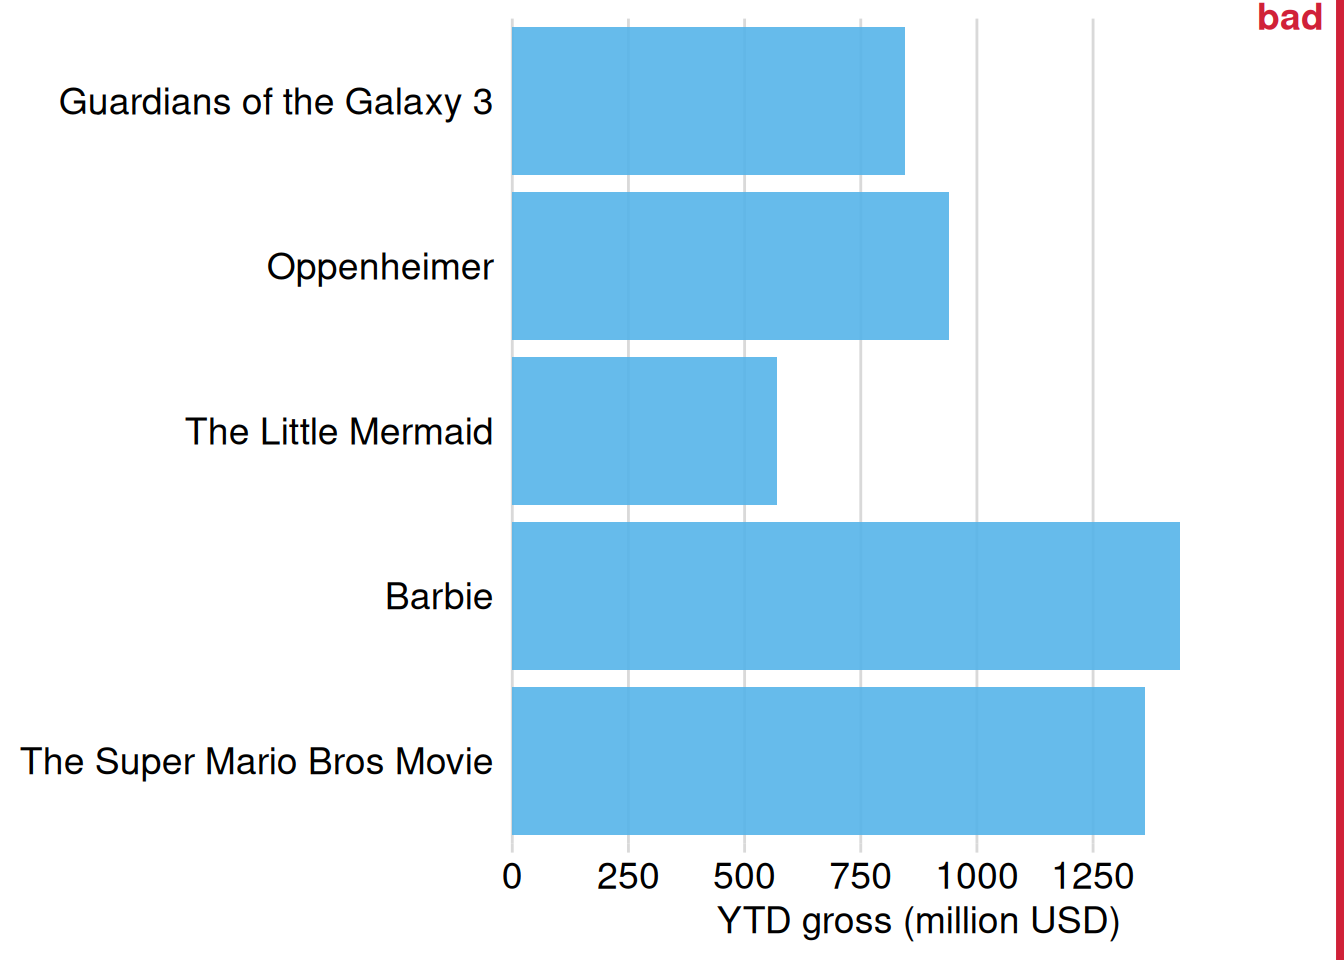 bad
Guardians of the Galaxy 3
Oppenheimer
The Little Mermaid
Barbie
The Super Mario Bros Movie
0 250 500 750 1000 1250
YTD gross (million USD)